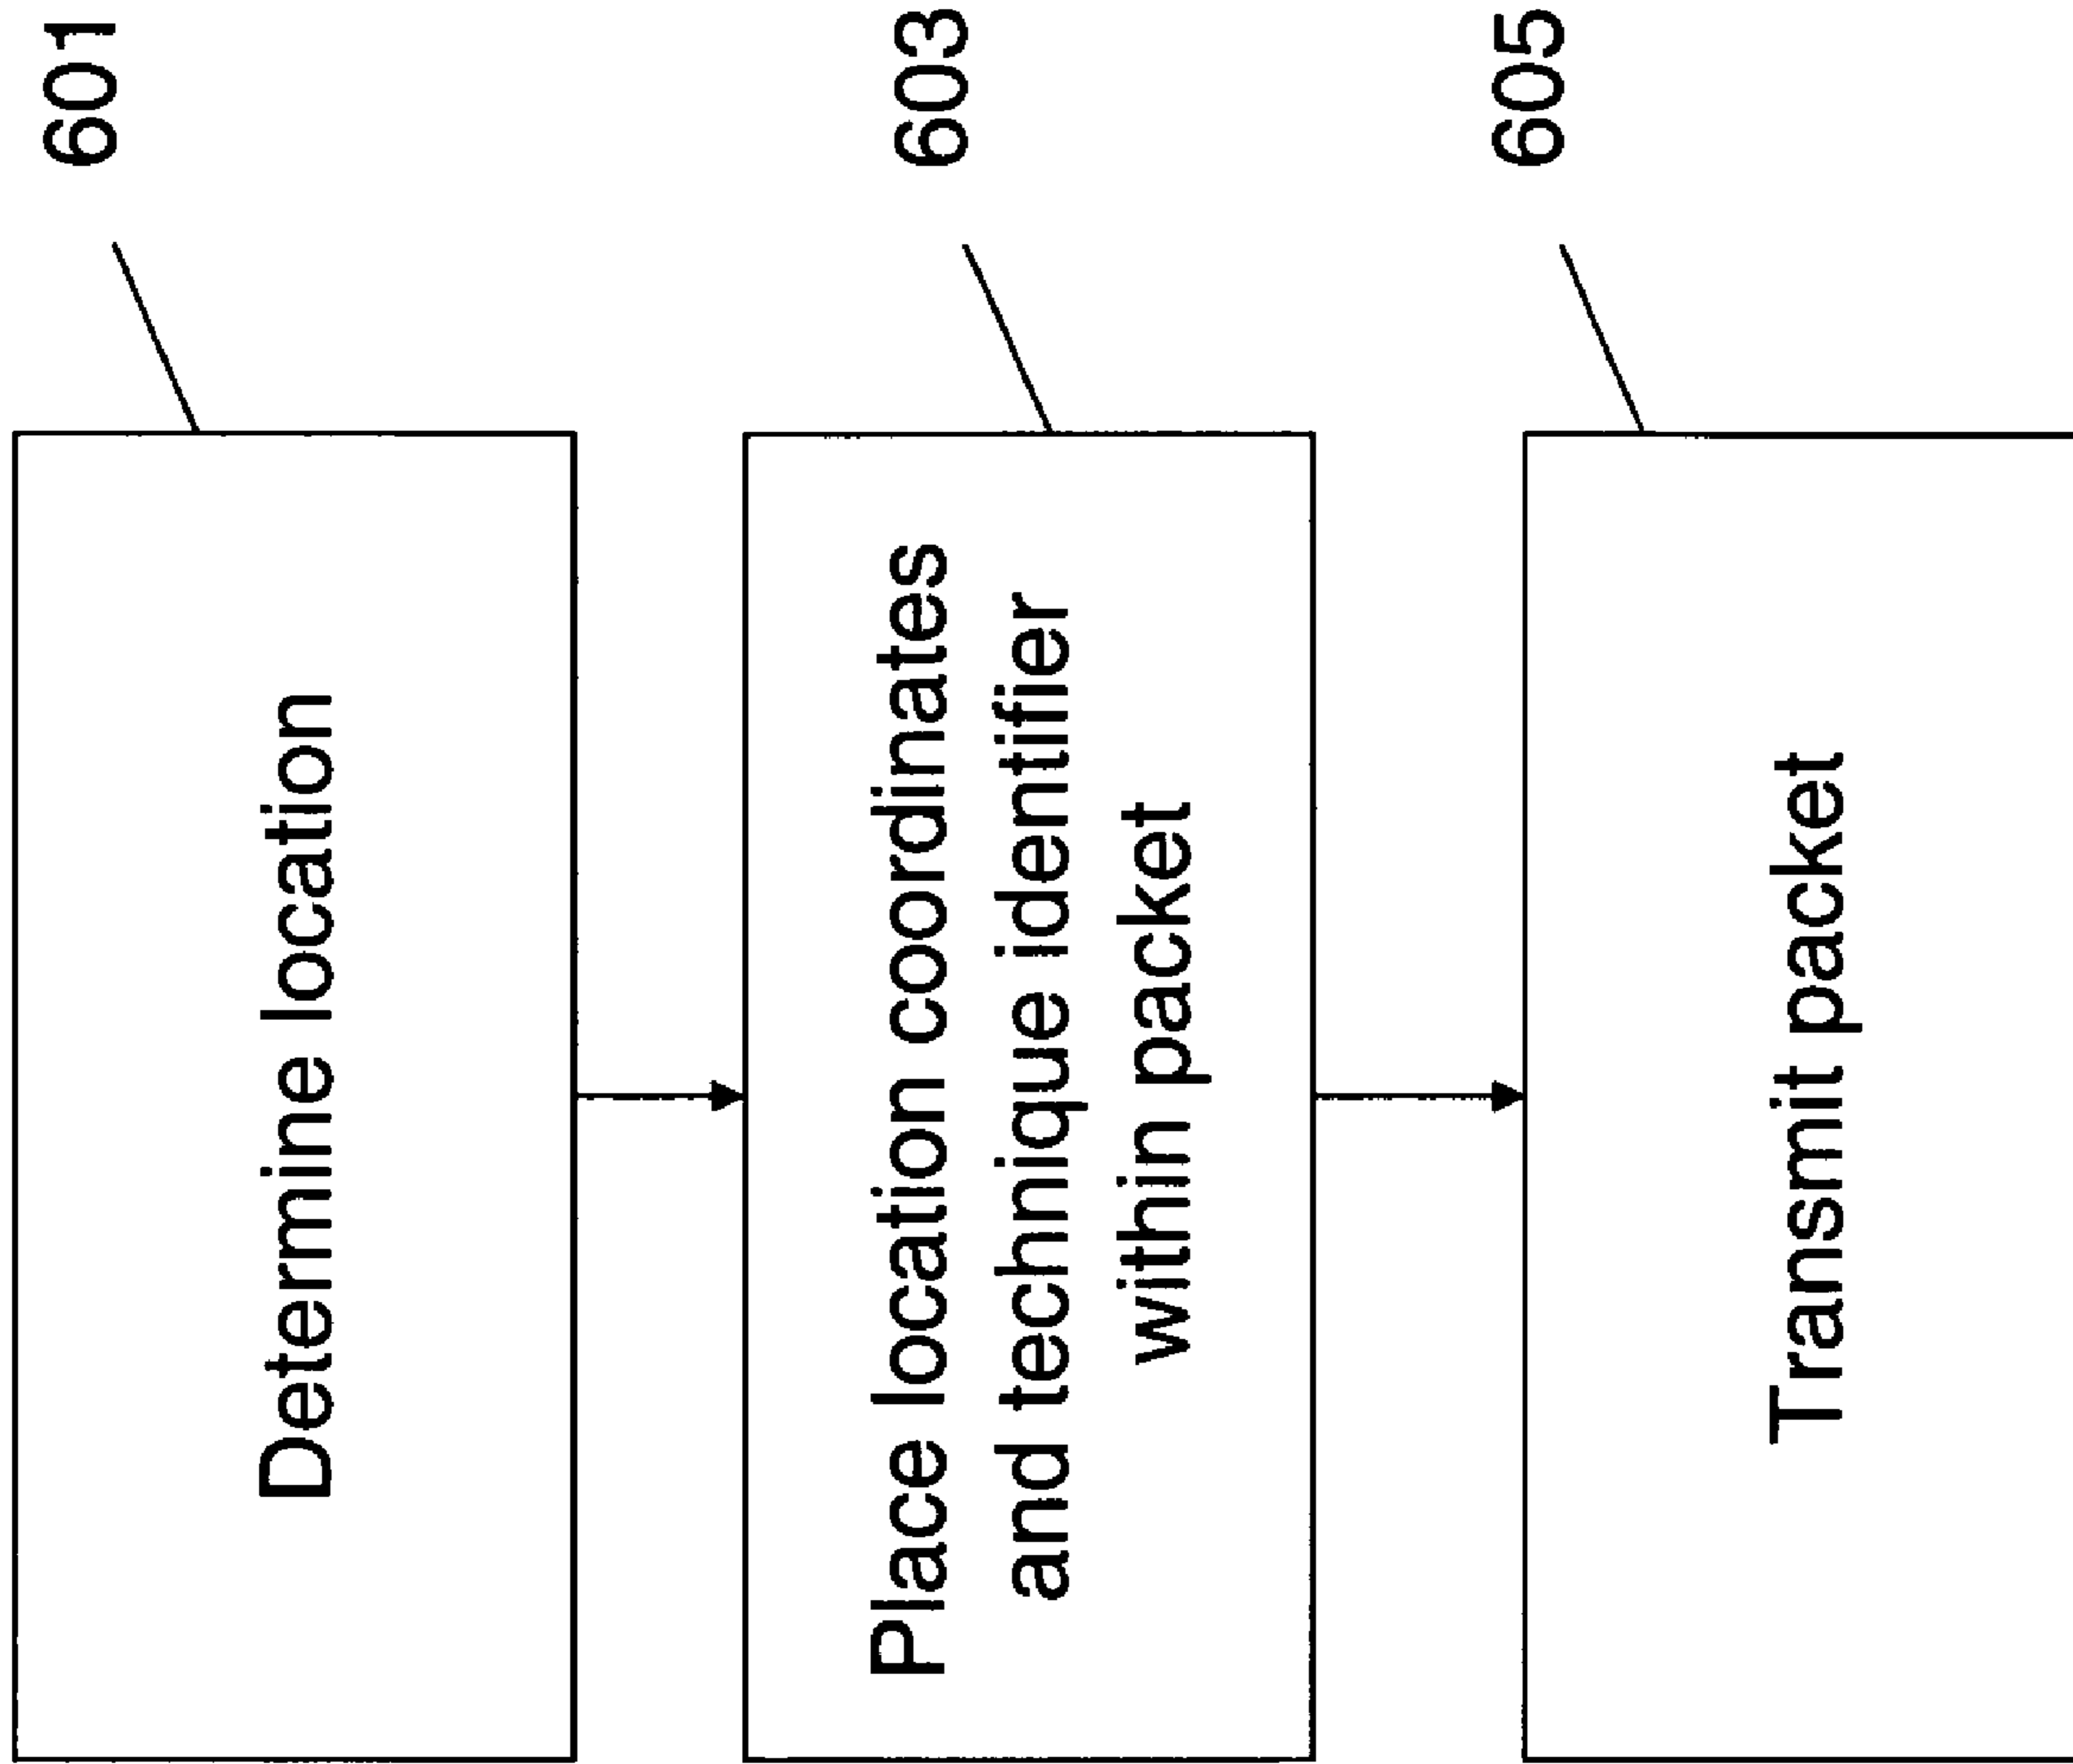 601
Determine location
603
Place location coordinates
and technique identifier
within packet
605
Transmit packet